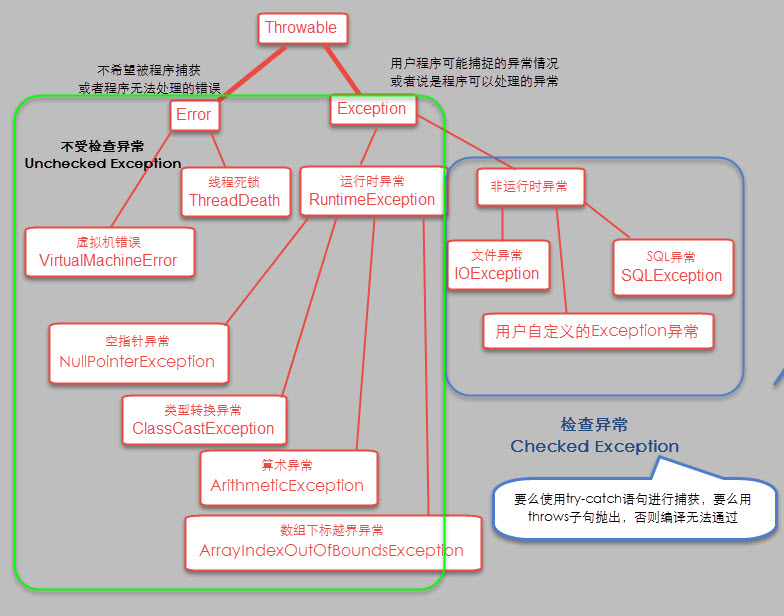 Throwable
不希望被程序捕获
或者程序无法处理的错误
用户程序可能捕捉的异常情况
或者说是程序可以处理的异常
Error
Exception
不受检查异常
Unchecked Exception
线程死锁
ThreadDeath
运行时异常
RuntimeException
非运行时异常
虚拟机错误
VirtualMachineError
文件异常
IOException
SQL异常
SQLException
用户自定义的Exception异常
空指针异常
NullPointerException
类型转换异常
ClassCastException
算术异常
ArithmeticException
数组下标越界异常
ArrayIndexOutOfBoundsException
检查异常
Checked Exception
要么使用try-catch语句进行捕获，要么用
throws子句抛出，否则编译无法通过